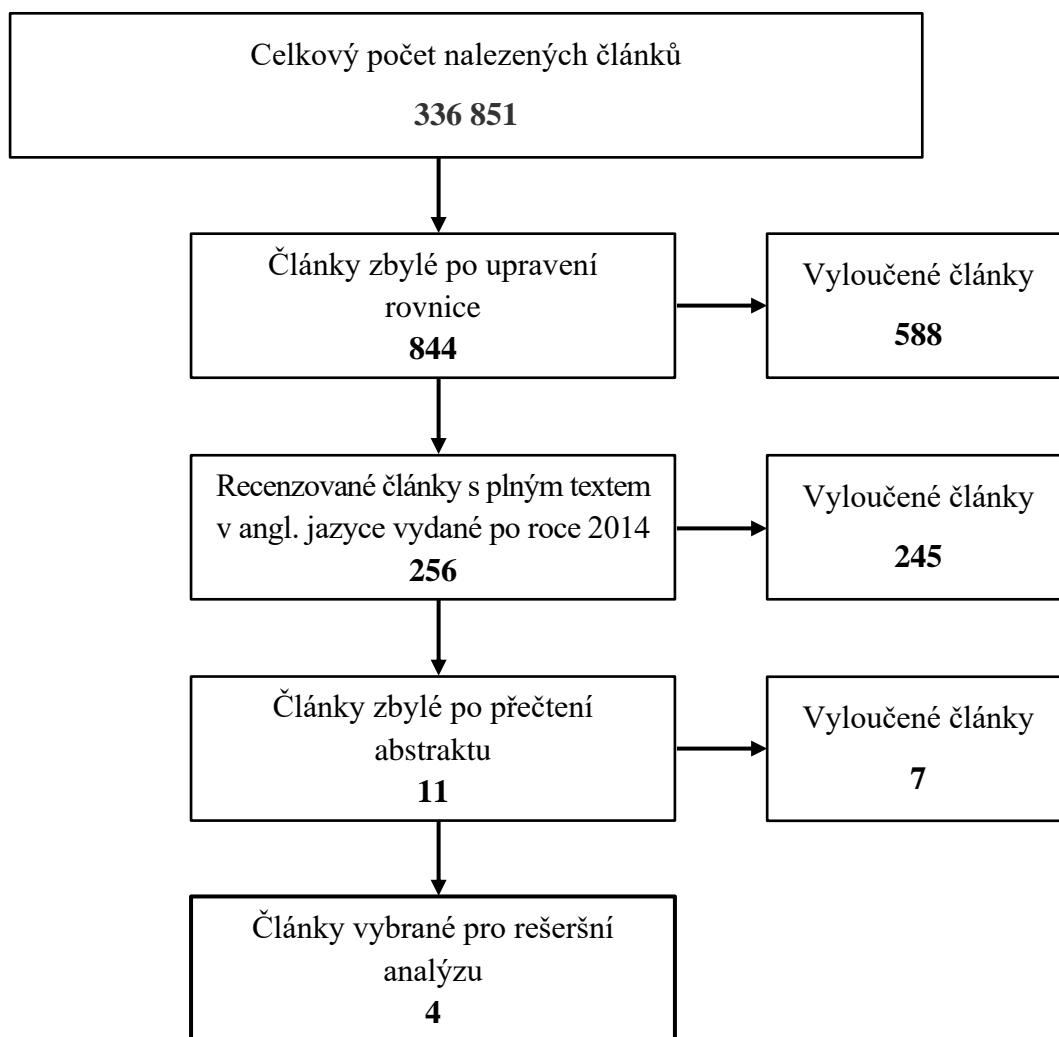 Celkový počet nalezených článků
336 851
Články zbylé po upravení
rovnice
844
Vyloučené články
588
Recenzované články s plným textem
v angl. jazyce vydané po roce 2014
256
Vyloučené články
245
Články zbylé po přečtení
abstraktu
11
Vyloučené články
7
Články vybrané pro rešeršní
analýzu
4